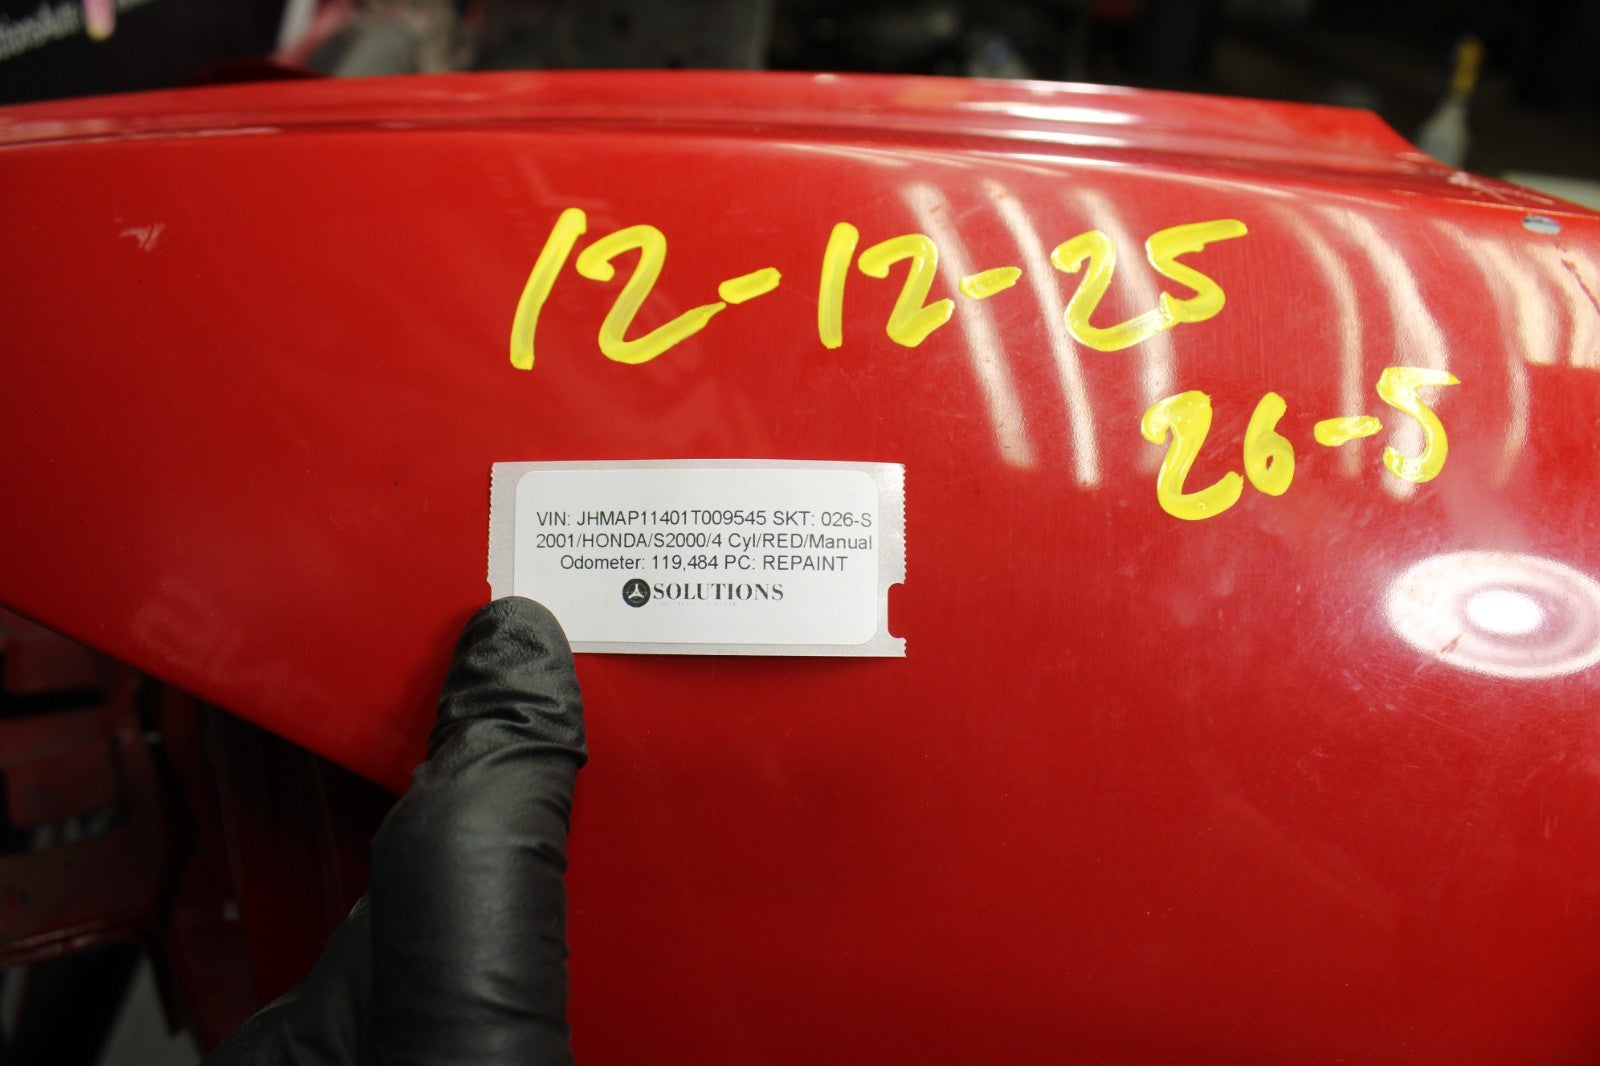 12-12-25
26-5
VIN: JHMAP11401T009545 SKT: 026-S
2001/HONDA/S2000/4 Cyl/RED/Manual
Odometer: 119,484 PC: REPAINT
SOLUTIONS